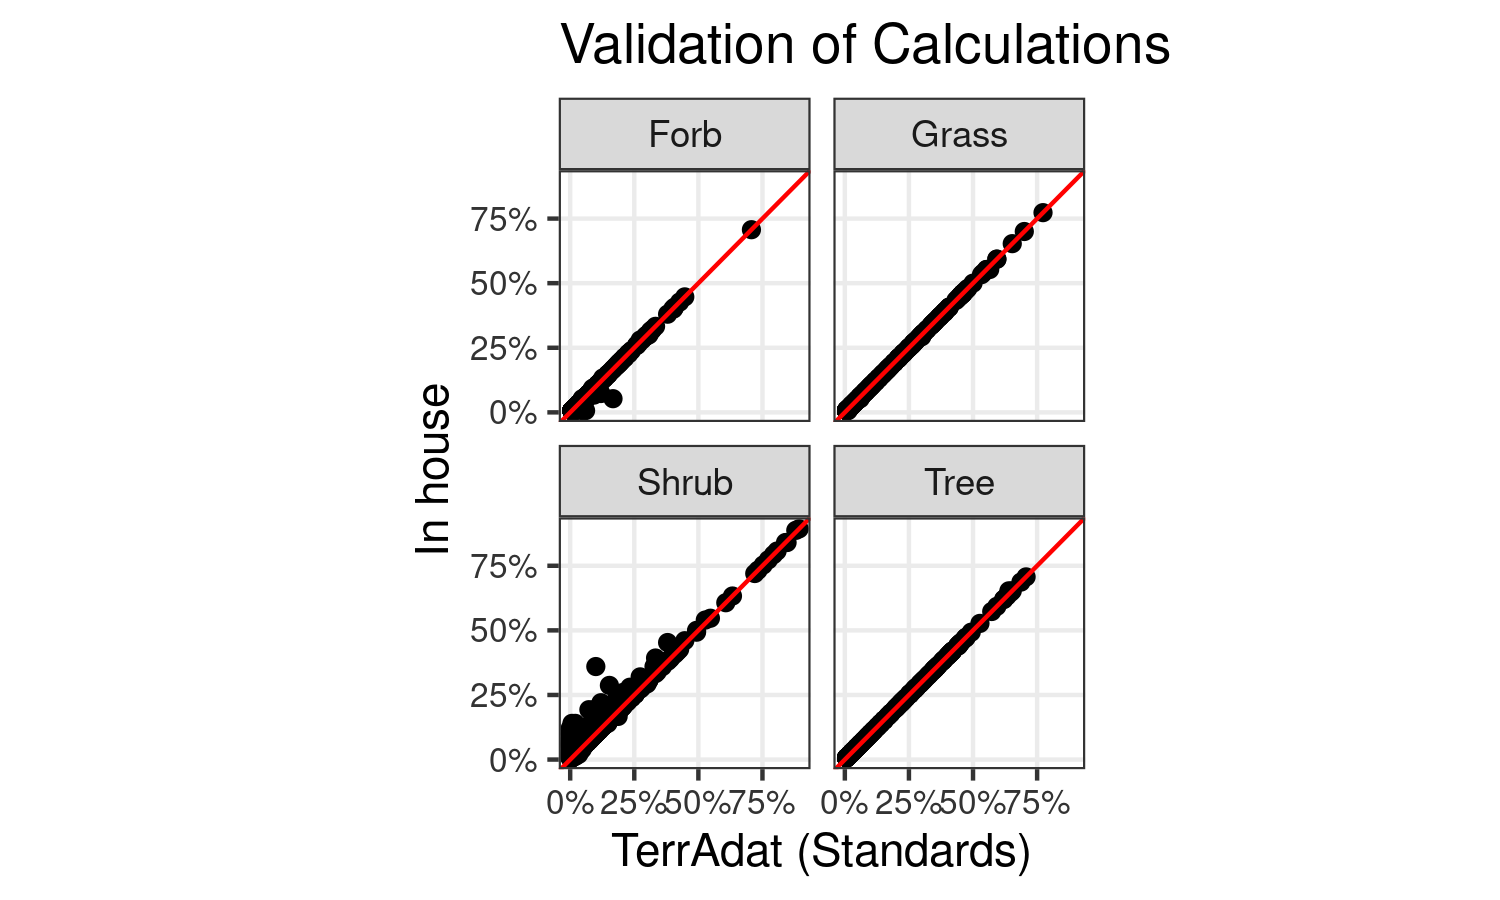 Validation of Calculations
Forb
Grass
75%
50%
25%
0%
Shrub
Tree
75%
50%
25%
0%
0% 25% 50% 75% 0% 25% 50% 75%
In house
TerrAdat (Standards)